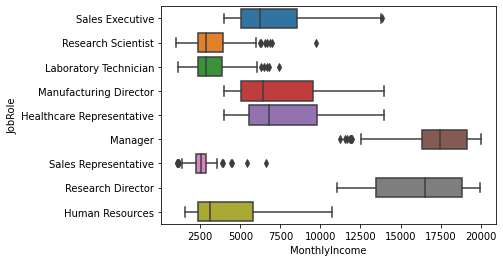 Sales Executive
Research Scientist
Laboratory Technician
Manufacturing Director
Healthcare Representative
Manager
Sales Representative
Research Director
Human Resources
JobRole
2500 5000 7500 10000 12500 15000 17500 20000
MonthlyIncome